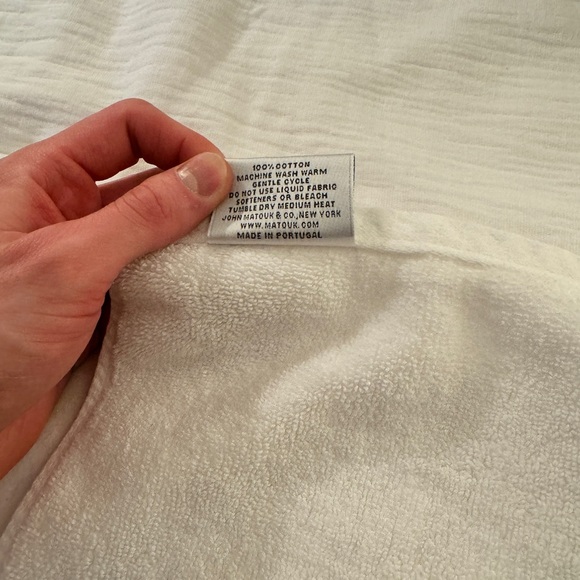 100% COTTON
MACHINE WASH WARM
GENTLE CYCLE
DO NOT USE LIQUID FABRIC
SOFTENERS OR BLEACH
TUMBLE DRY MEDIUM HEAT
JOHN MATOUK & CO., NEW YORK
WWW.MATOUK.COM
MADE IN PORTUGAL